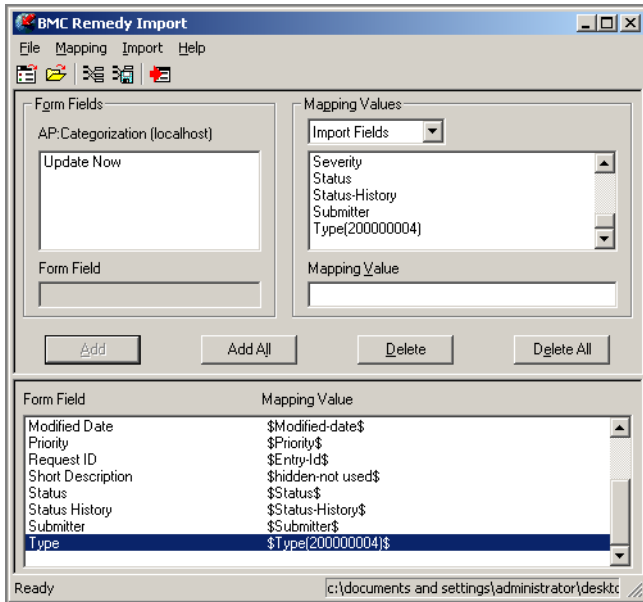 BMC Remedy Import
File Mapping Import Help
Form Fields
AP:Categorization (localhost)
Update Now
Form Field
Mapping Values
Import Fields
Severity
Status
Status-History
Submitter
Type(200000004)
Mapping Value
Add Add All Delete Delete All
Form Field Mapping Value
Modified Date $Modified-date$
Priority $Priority$
Request ID $Entry-Id$
Short Description $hidden-not used$
Status $Status$
Status History $Status-History$
Submitter $Submitter$
Type $Type(200000004)$
Ready c:\documents and settings\administrator\deskto